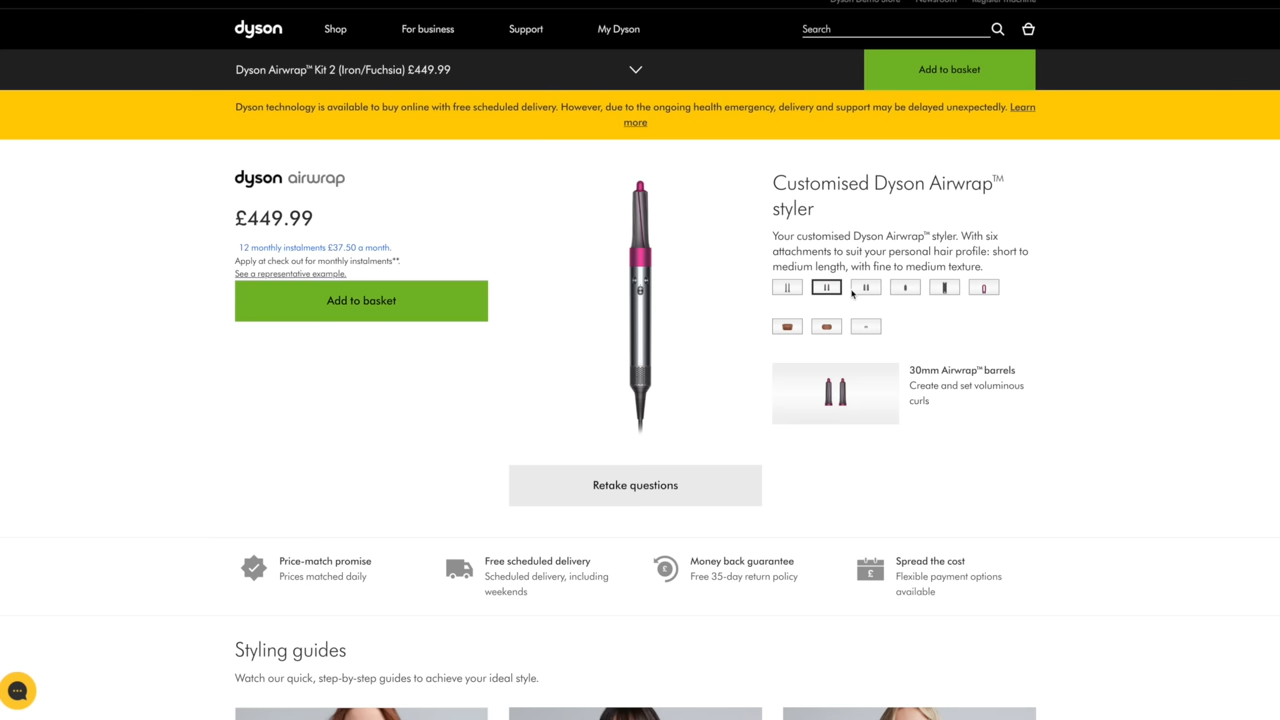 Dyson Demo Store Newsroom Register machine
dyson Shop For business Support My Dyson Search
Dyson Airwrap™ Kit 2 (Iron/Fuchsia) £449.99 Add to basket
Dyson technology is available to buy online with free scheduled delivery. However, due to the ongoing health emergency, delivery and support may be delayed unexpectedly. Learn
more
dyson airwrap
£449.99
12 monthly instalments £37.50 a month.
Apply at check out for monthly instalments**.
See a representative example.
Add to basket
Customised Dyson Airwrap™
styler
Your customised Dyson Airwrap™ styler. With six
attachments to suit your personal hair profile: short to
medium length, with fine to medium texture.
30mm Airwrap™ barrels
Create and set voluminous
curls
Retake questions
Price-match promise
Prices matched daily
Free scheduled delivery
Scheduled delivery, including
weekends
Money back guarantee
Free 35-day return policy
Spread the cost
Flexible payment options
available
Styling guides
Watch our quick, step-by-step guides to achieve your ideal style.